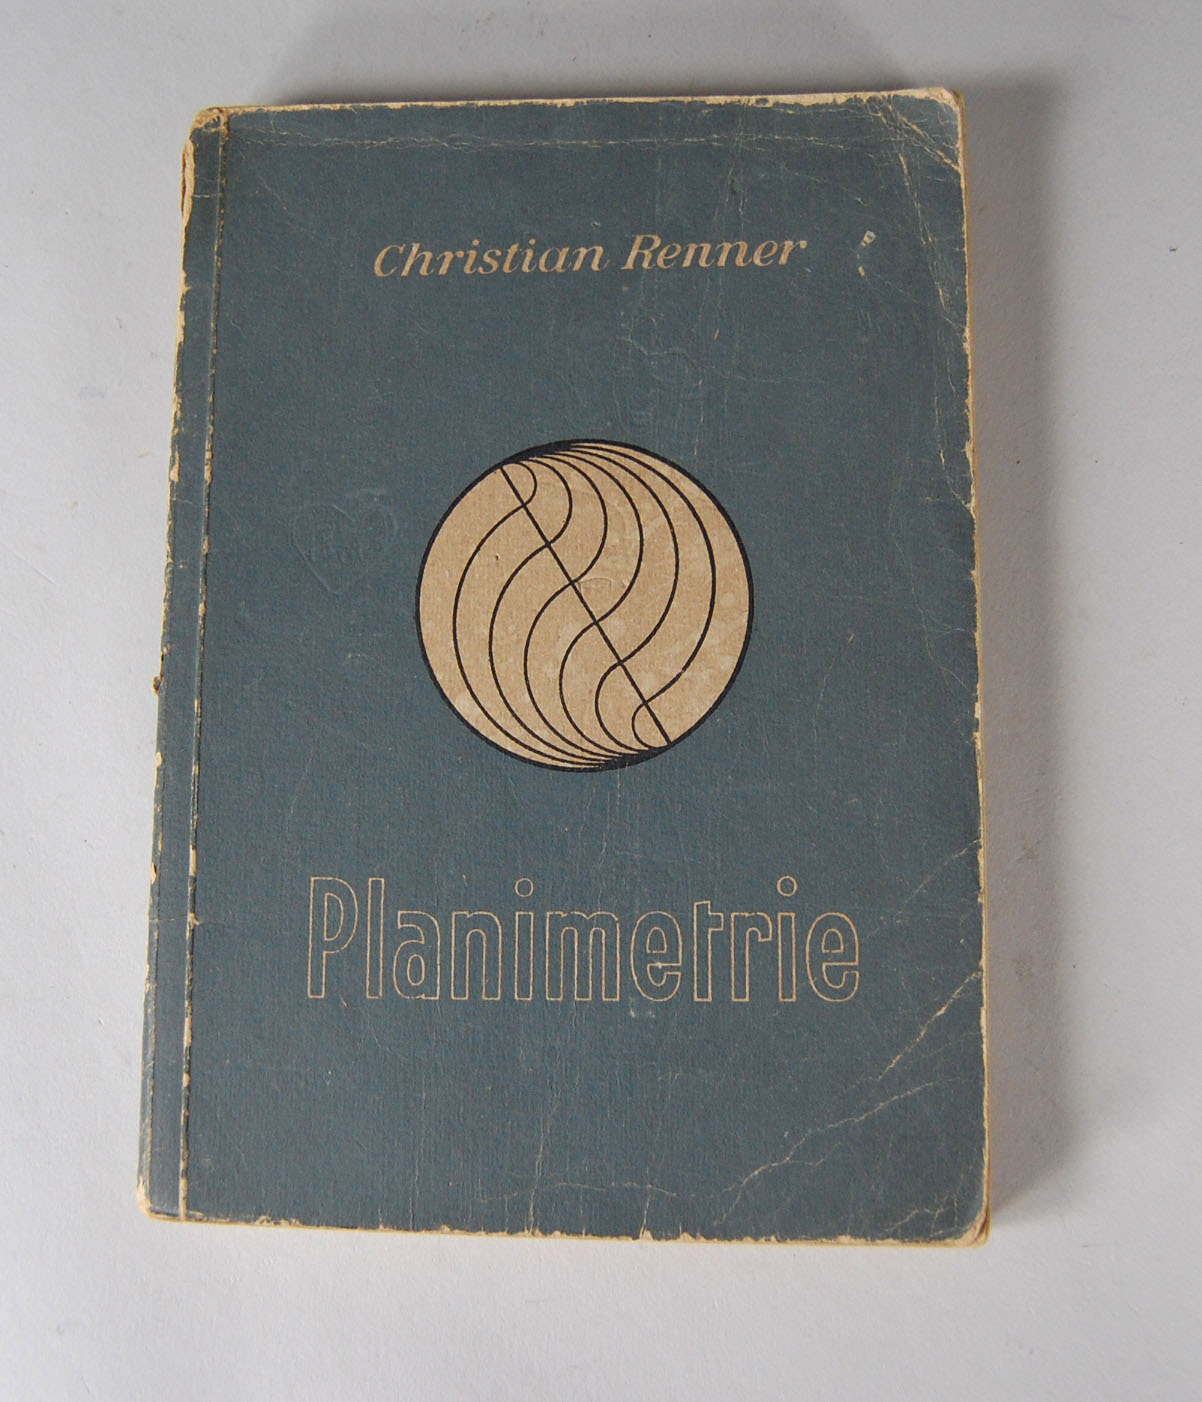 Christian Renner
Planimetrie